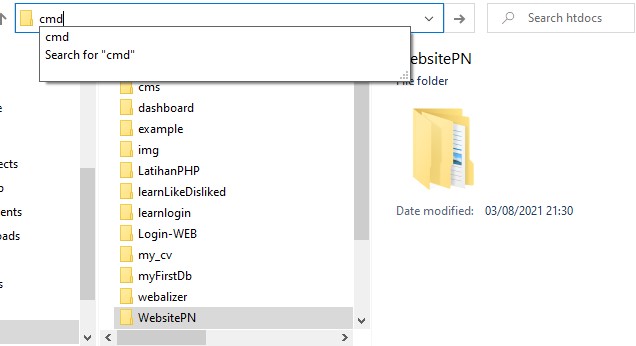 cmd
Search htdocs
cmd
Search for "cmd"
cms
dashboard
example
img
LatihanPHP
learnLikeDisliked
learnlogin
Login-WEB
my_cv
myFirstDb
webalizer
WebsitePN
ects
ents
oads
s
WebsitePN
File folder
Date modified: 03/08/2021 21:30